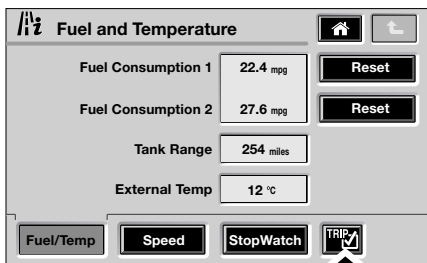 Fuel and Temperature
Fuel Consumption 1 22.4 mpg Reset
Fuel Consumption 2 27.6 mpg Reset
Tank Range 254 miles
External Temp 12 °C
Fuel/Temp Speed StopWatch TRIP